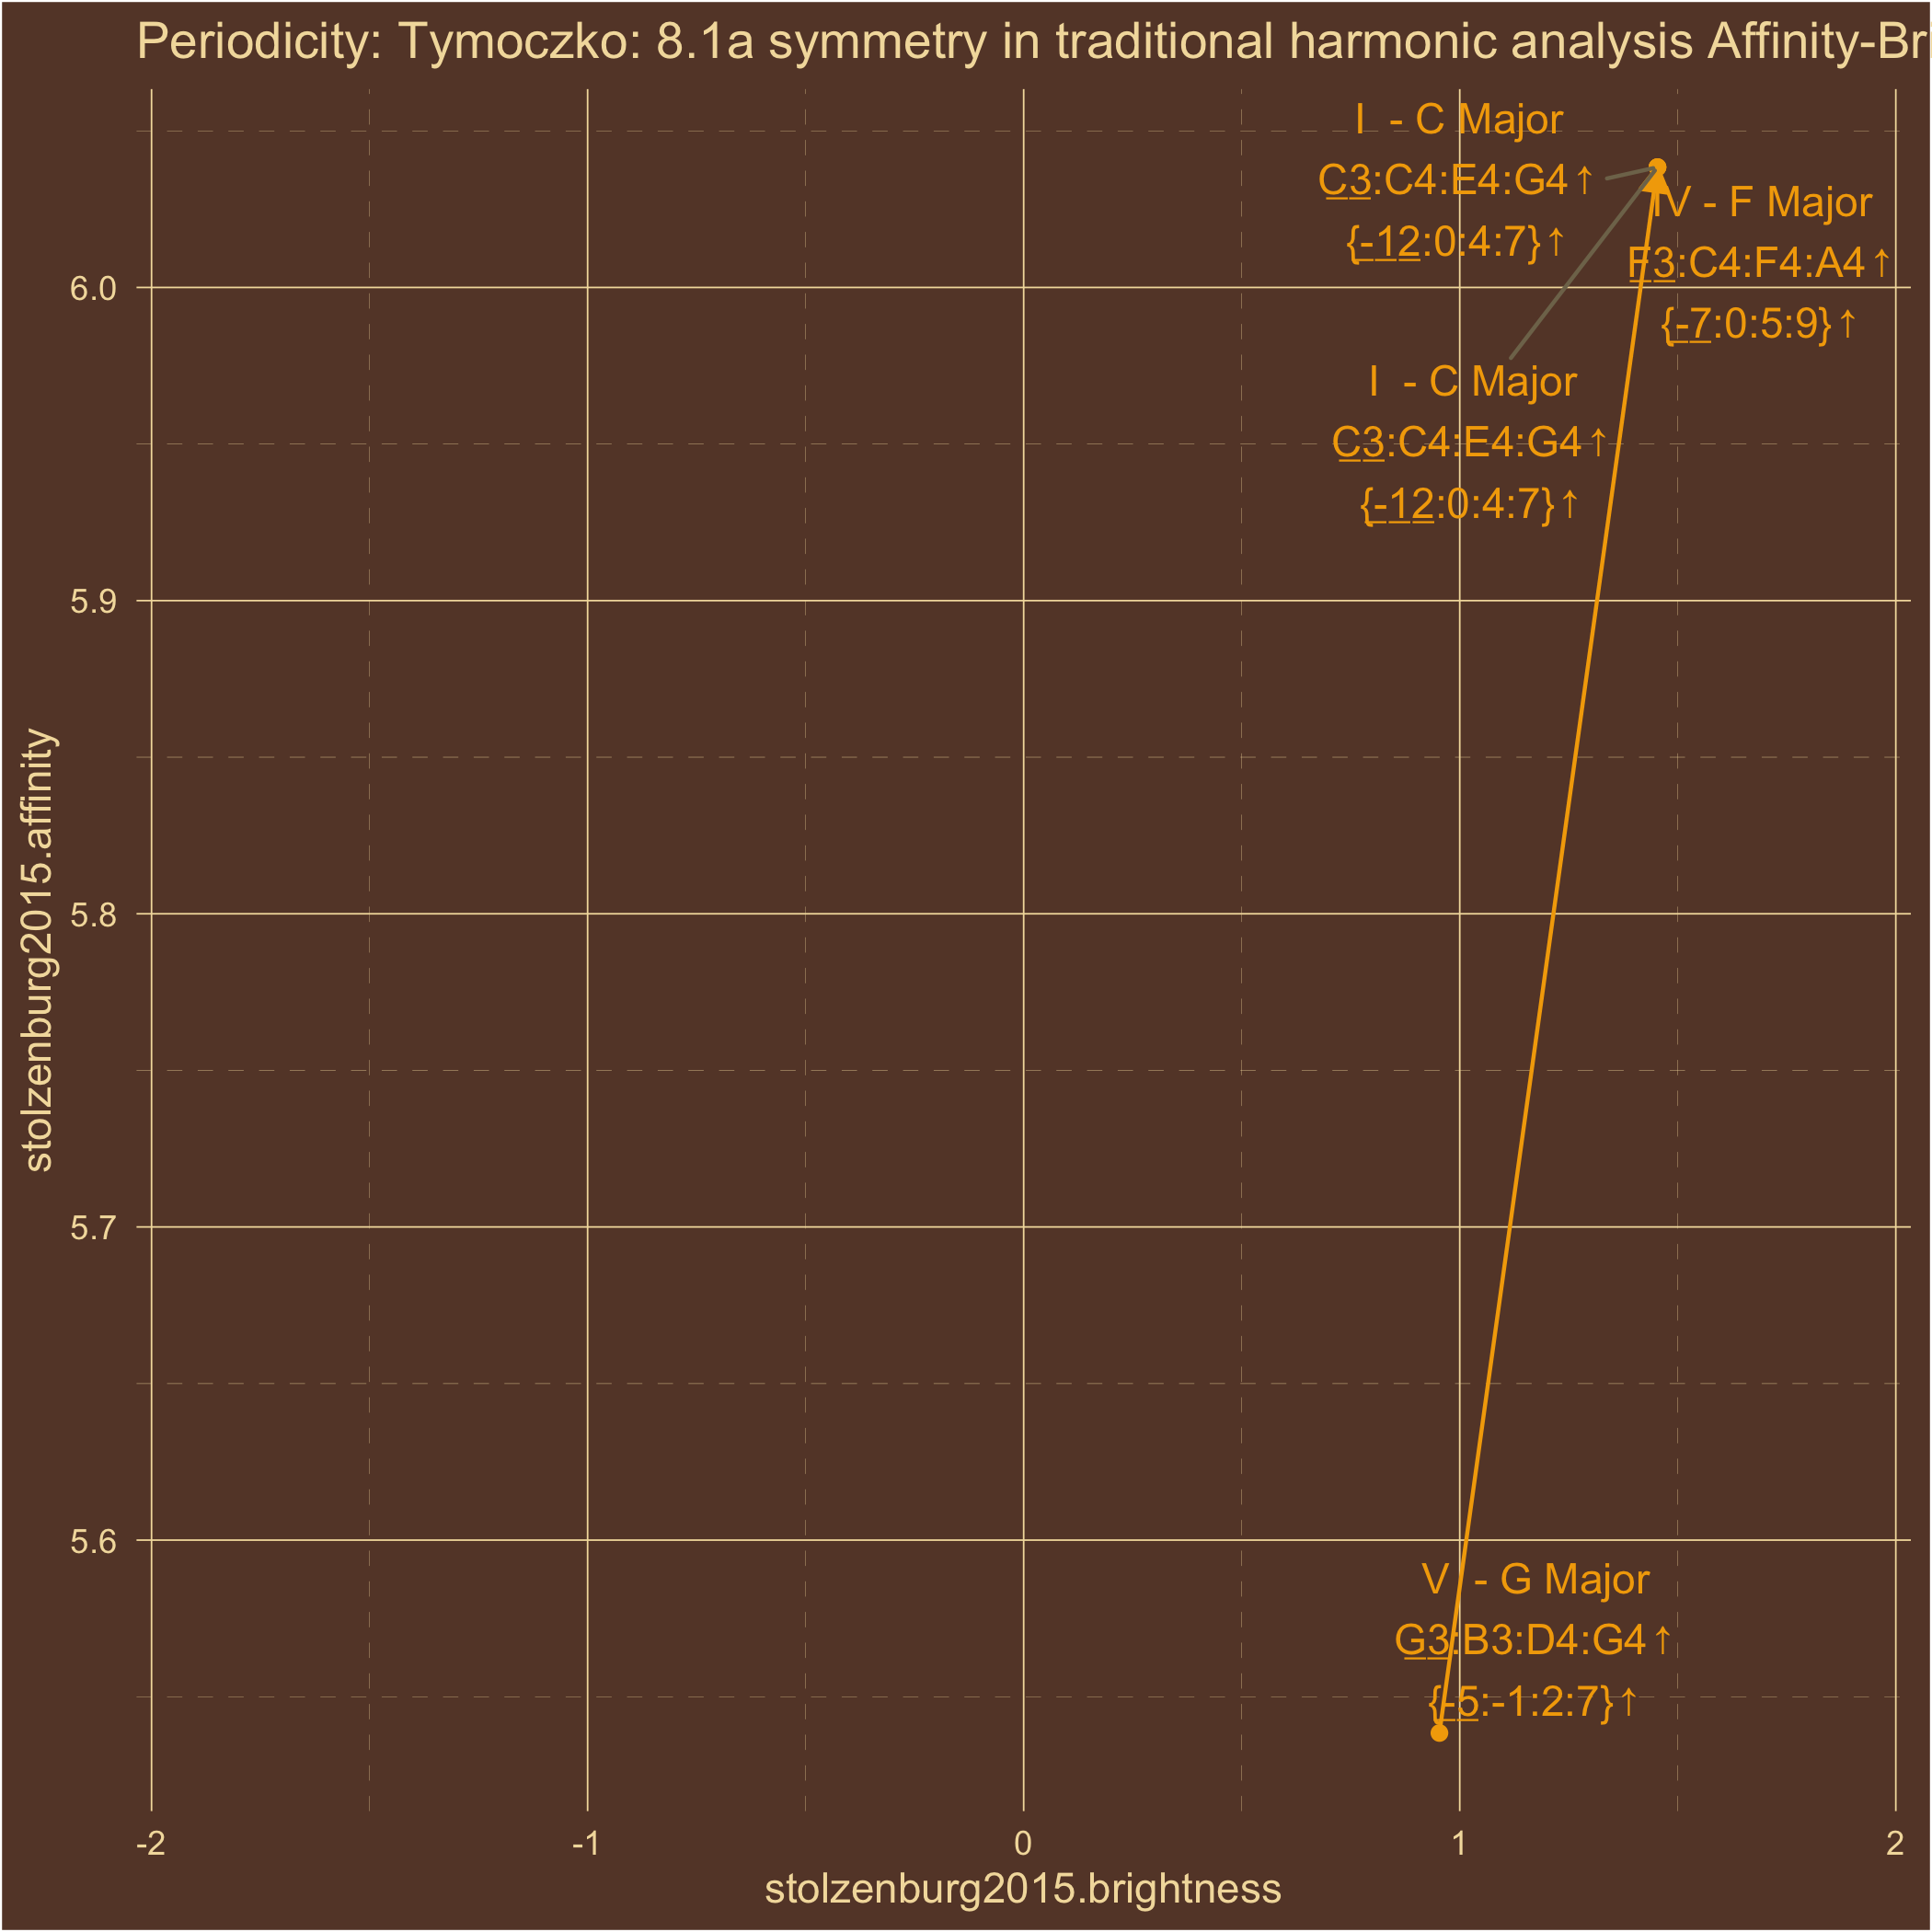 Periodicity: Tymoczko: 8.1a symmetry in traditional harmonic analysis Affinity-Br
I - C Major
C3:C4:E4:G4↑
{-12:0:4:7}↑
IV - F Major
F3:C4:F4:A4↑
{-7:0:5:9}↑
I - C Major
C3:C4:E4:G4↑
{-12:0:4:7}↑
V - G Major
G3:B3:D4:G4↑
{-5:-1:2:7}↑
6.0
5.9
5.8
5.7
5.6
stolzenburg2015.affinity
-2
-1
0
1
2
stolzenburg2015.brightness